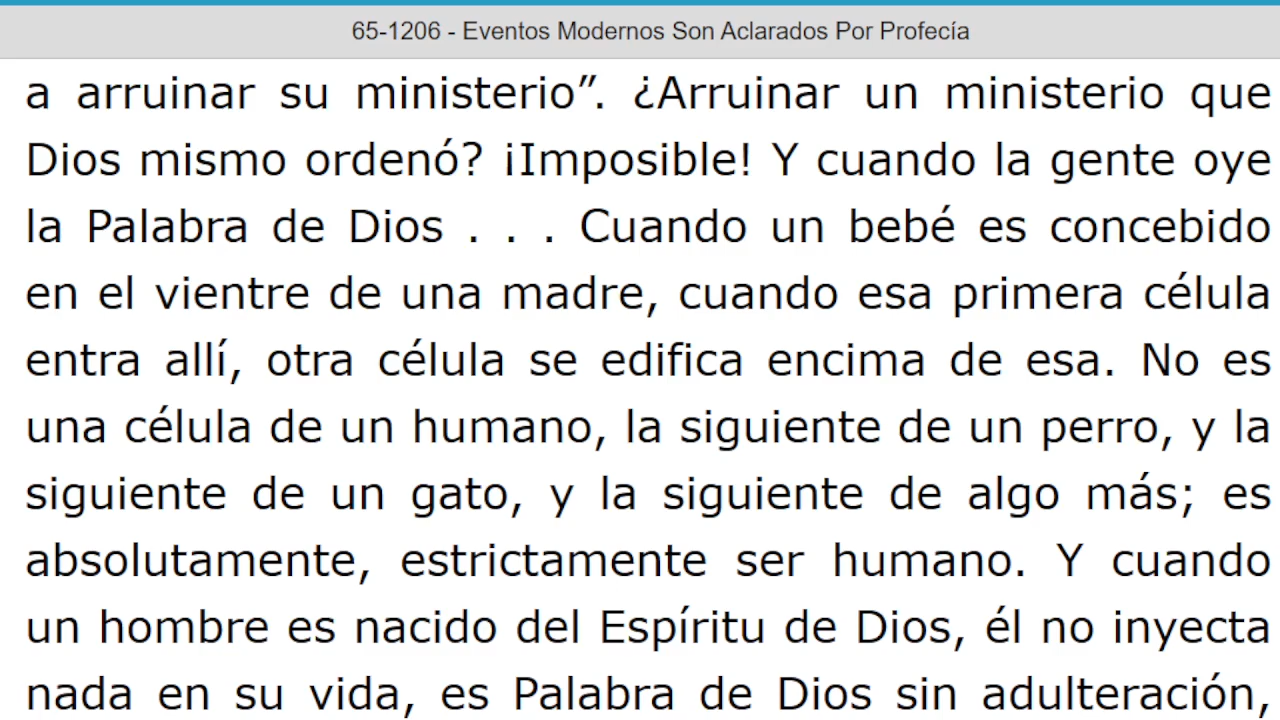 65-1206 - Eventos Modernos Son Aclarados Por Profecía
a arruinar su ministerio”. ¿Arruinar un ministerio que
Dios mismo ordenó? ¡Imposible! Y cuando la gente oye
la Palabra de Dios . . . Cuando un bebé es concebido
en el vientre de una madre, cuando esa primera célula
entra allí, otra célula se edifica encima de esa. No es
una célula de un humano, la siguiente de un perro, y la
siguiente de un gato, y la siguiente de algo más; es
absolutamente, estrictamente ser humano. Y cuando
un hombre es nacido del Espíritu de Dios, él no inyecta
nada en su vida, es Palabra de Dios sin adulteración,